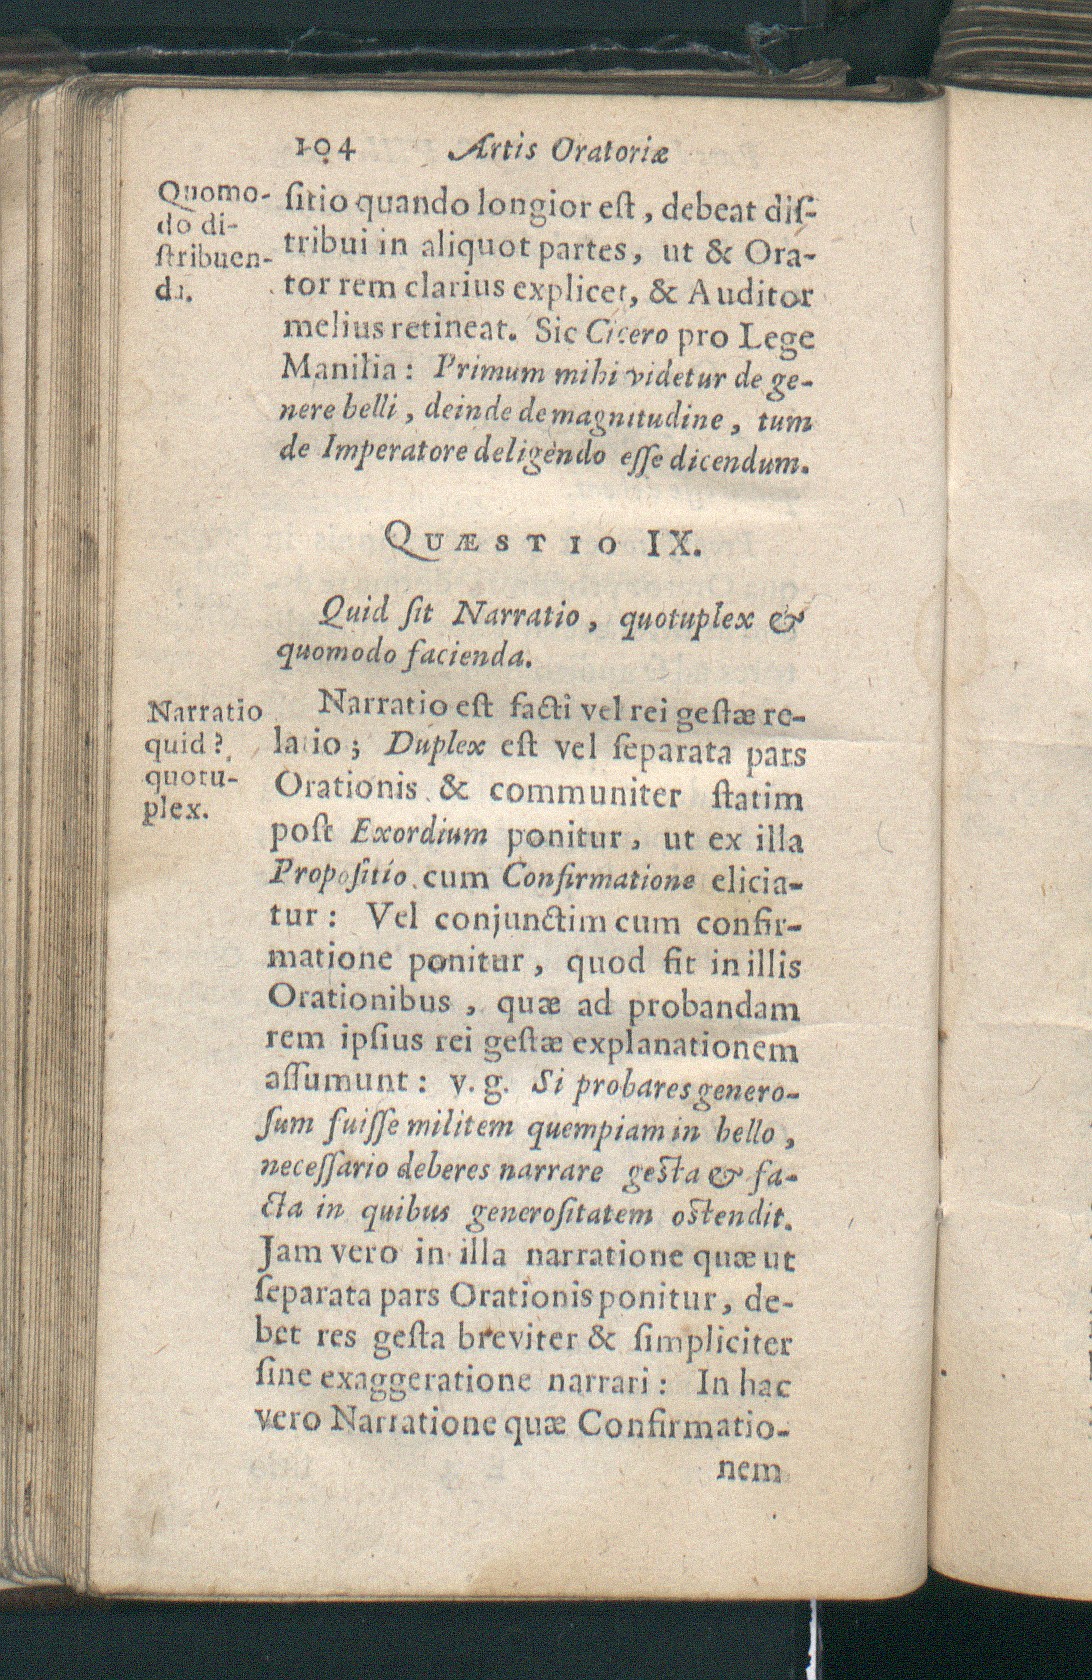 104 Artis Oratoriæ
Quomo-
do di-
ſtribuen-
da.
ſitio quando longior eſt, debeat diſ-
tribui in aliquot partes, ut & Ora-
tor rem clarius explicet, & Auditor
melius retineat. Sic Cicero pro Lege
Manilia: Primum mihi videtur de ge-
nere belli, deinde de magnitudine, tum
de Imperatore deligendo eſſe dicendum.
QUÆSTIO IX.
Quid ſit Narratio, quotuplex &
quomodo facienda.
Narratio
quid?
quotu-
plex.
Narratio eſt facti vel rei geſtæ re-
latio; Duplex eſt vel ſeparata pars
Orationis & communiter ſtatim
poſt Exordium ponitur, ut ex illa
Propoſitio cum Confirmatione elicia-
tur: Vel conjunctim cum confir-
matione ponitur, quod fit in illis
Orationibus, quæ ad probandam
rem ipſius rei geſtæ explanationem
aſſumunt: v. g. Si probares genero-
ſum fuiſſe militem quempiam in bello,
neceſſario deberes narrare geſta & fa-
cta in quibus generoſitatem oſtendit.
Jam vero in illa narratione quæ ut
ſeparata pars Orationis ponitur, de-
bet res geſta breviter & ſimpliciter
ſine exaggeratione narrari: In hac
vero Narratione quæ Confirmatio-
nem